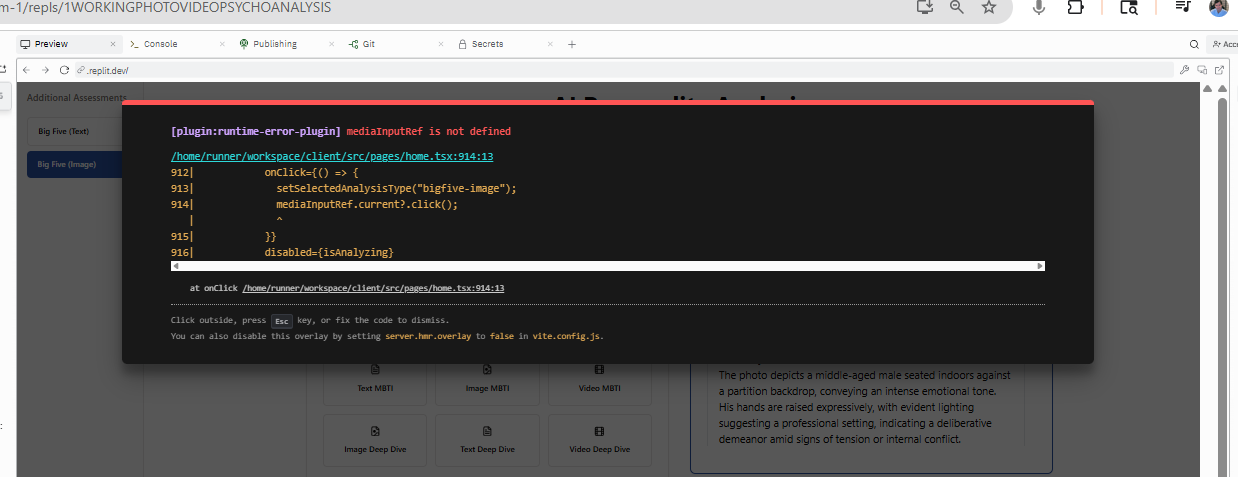 m-1/repls/1WORKINGPHOTOVIDEOPSYCHOANALYSIS
Preview × >_ Console × Publishing × Git × Secrets × +
Acc
.replit.dev/
Additional Assessments
Big Five (Text)
Big Five (Image)
[plugin:runtime-error-plugin] mediaInputRef is not defined
/home/runner/workspace/client/src/pages/home.tsx:914:13
912| onClick={() => {
913| setSelectedAnalysisType("bigfive-image");
914| mediaInputRef.current?.click();
| ^
915| }}
916| disabled={isAnalyzing}
at onClick /home/runner/workspace/client/src/pages/home.tsx:914:13
Click outside, press Esc key, or fix the code to dismiss.
You can also disable this overlay by setting server.hmr.overlay to false in vite.config.js.
Text MBTI Image MBTI Video MBTI
Image Deep Dive Text Deep Dive Video Deep Dive
The photo depicts a middle-aged male seated indoors against
a partition backdrop, conveying an intense emotional tone.
His hands are raised expressively, with evident lighting
suggesting a professional setting, indicating a deliberative
demeanor amid signs of tension or internal conflict.